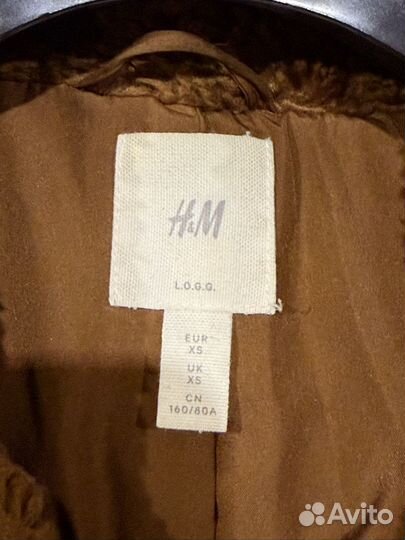 H&M
L.O.G.G.
EUR
XS
UK
XS
CN
160/80A
Avito